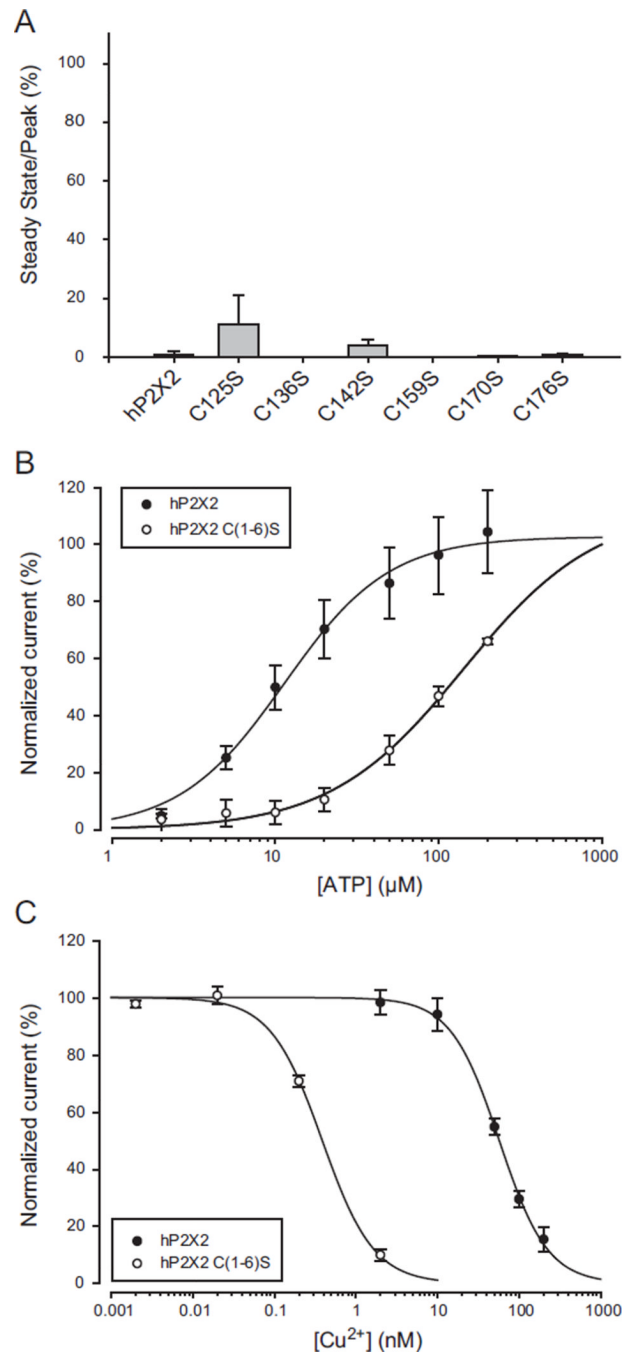 A
Steady State/Peak (%)
100
80
60
40
20
0
hP2X2
C125S
C136S
C142S
C159S
C170S
C176S
B
Normalized current (%)
120
100
80
60
40
20
0
hP2X2
hP2X2 C(1-6)S
1
10
100
1000
[ATP] (µM)
C
Normalized current (%)
120
100
80
60
40
20
0
hP2X2
hP2X2 C(1-6)S
0.001
0.01
0.1
1
10
100
1000
[Cu²⁺] (nM)